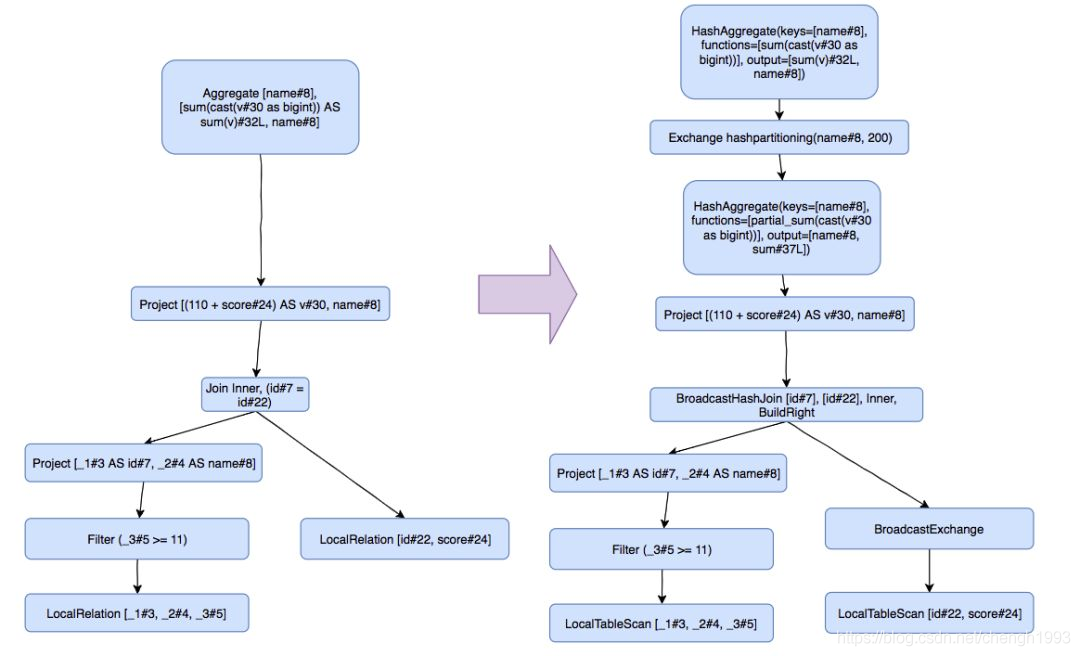 Aggregate [name#8],
[sum(cast(v#30 as bigint)) AS
sum(v)#32L, name#8]
Project [(110 + score#24) AS v#30, name#8]
Join Inner, (id#7 =
id#22)
Project [_1#3 AS id#7, _2#4 AS name#8]
Filter (_3#5 >= 11)
LocalRelation [_1#3, _2#4, _3#5]
LocalRelation [id#22, score#24]
HashAggregate(keys=[name#8],
functions=[sum(cast(v#30 as
bigint))], output=[sum(v)#32L,
name#8])
Exchange hashpartitioning(name#8, 200)
HashAggregate(keys=[name#8],
functions=[partial_sum(cast(v#30
as bigint))], output=[name#8,
sum#37L])
Project [(110 + score#24) AS v#30, name#8]
BroadcastHashJoin [id#7], [id#22], Inner,
BuildRight
Project [_1#3 AS id#7, _2#4 AS name#8]
Filter (_3#5 >= 11)
LocalTableScan [_1#3, _2#4, _3#5]
BroadcastExchange
LocalTableScan [id#22, score#24]
https://blog.csdn.net/chengh1993